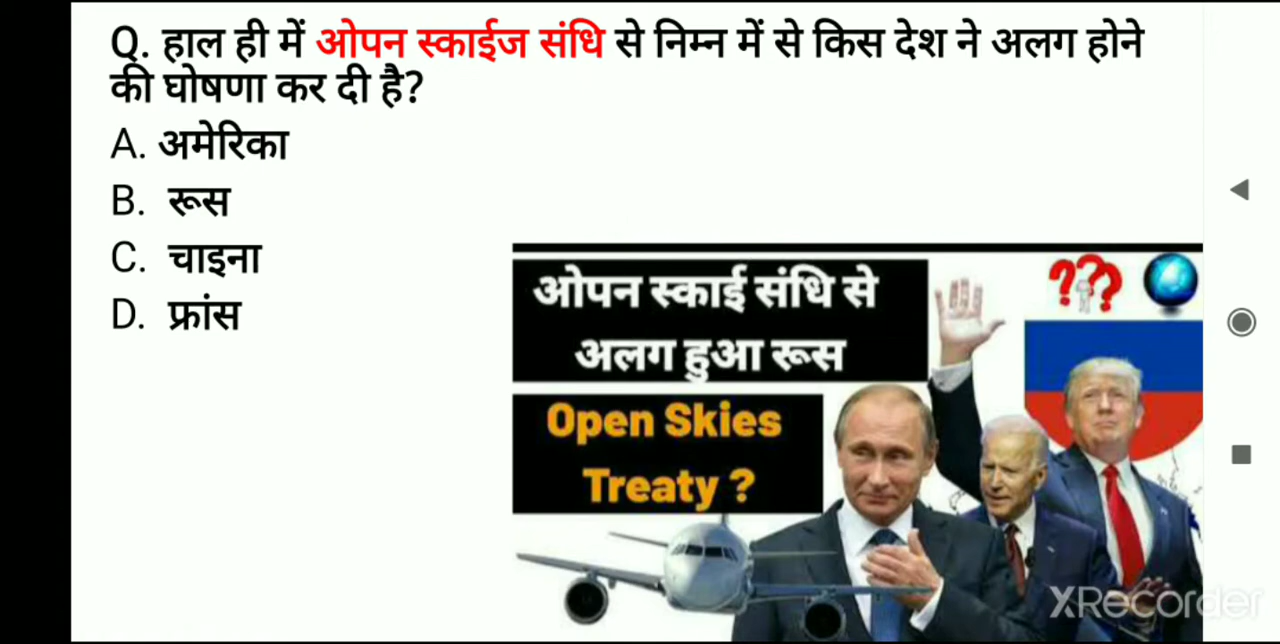 Q. हाल ही में ओपन स्काईज संधि से निम्न में से किस देश ने अलग होने
की घोषणा कर दी है?
A. अमेरिका
B. रूस
C. चाइना
D. फ्रांस
ओपन स्काई संधि से
अलग हुआ रूस
???
Open Skies
Treaty ?
XRecorder